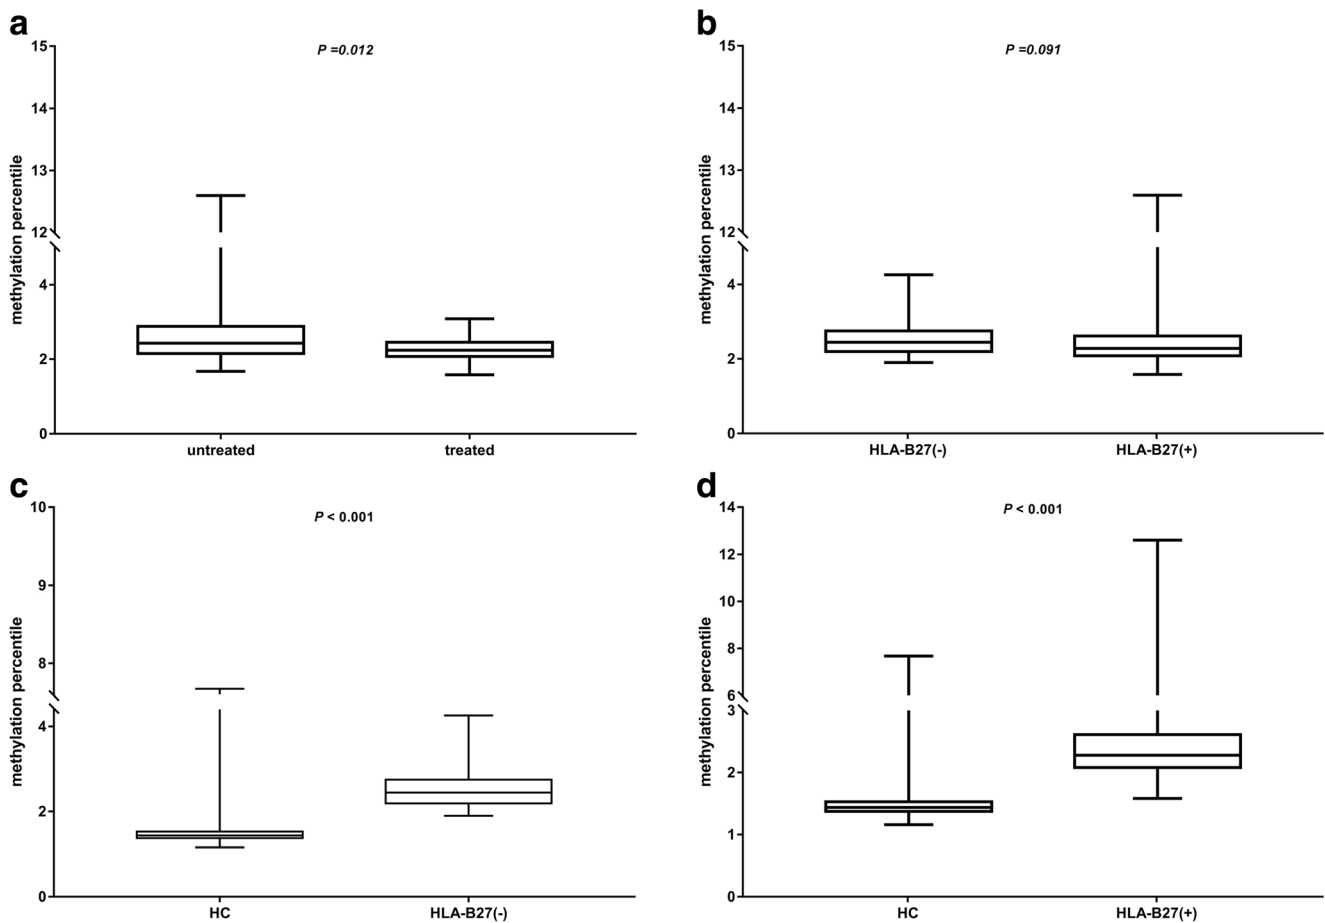 a
P =0.012
methylation percentile
15
14
13
12
4
2
0
untreated treated
b
P =0.091
methylation percentile
15
14
13
12
4
2
0
HLA-B27(-) HLA-B27(+)
c
P < 0.001
methylation percentile
10
9
8
4
2
0
HC HLA-B27(-)
d
P < 0.001
methylation percentile
14
12
10
8
6
3
2
1
0
HC HLA-B27(+)